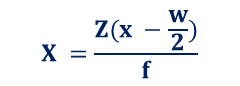 X = Z(x − w/2) / f